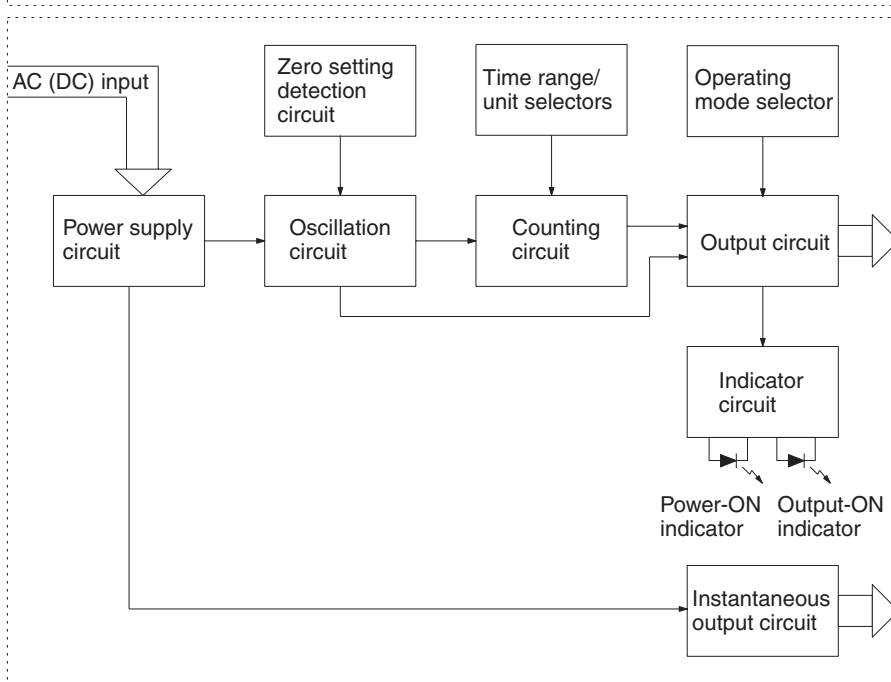 AC (DC) input
Zero setting
detection
circuit
Time range/
unit selectors
Operating
mode selector
Power supply
circuit
Oscillation
circuit
Counting
circuit
Output circuit
Indicator
circuit
Power-ON
indicator
Output-ON
indicator
Instantaneous
output circuit